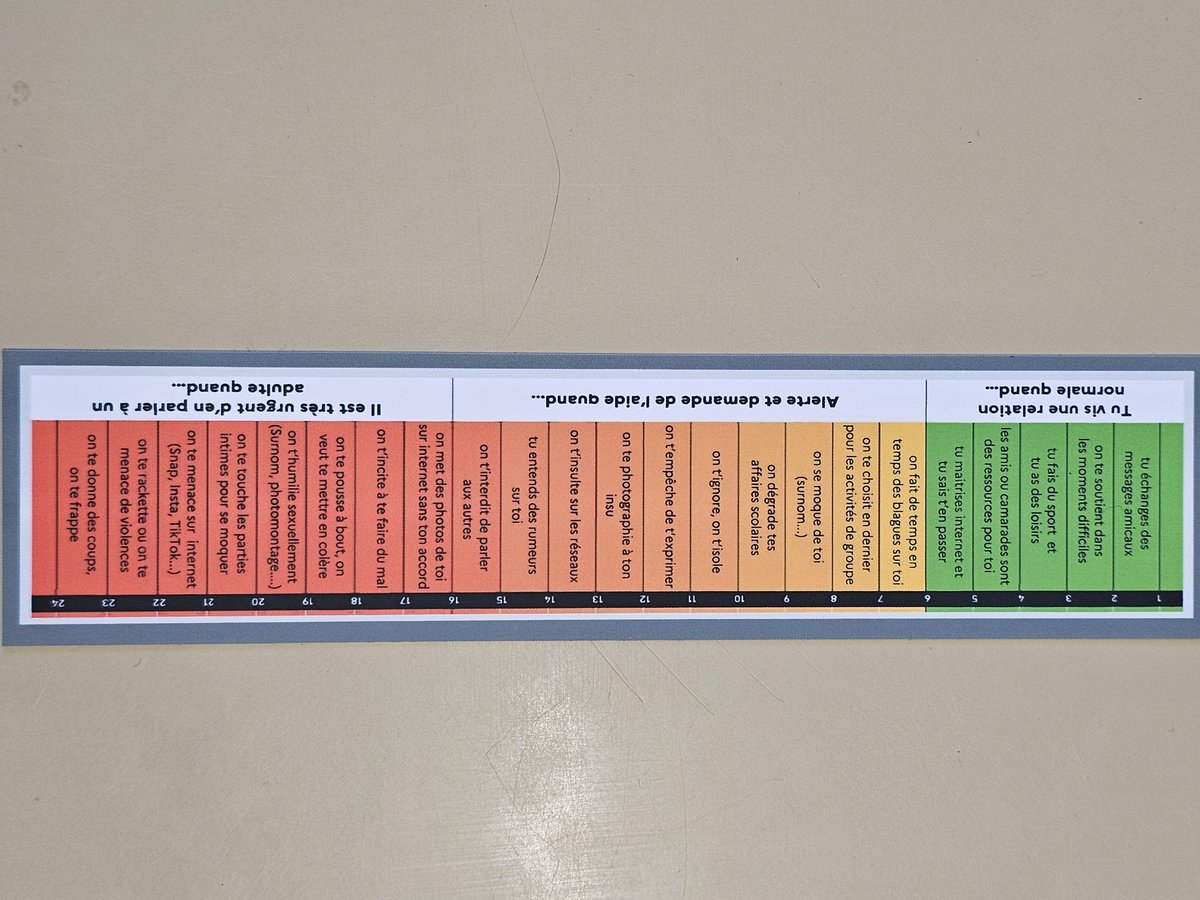 Tu vis une relation
normale quand...
1
tu échanges des
messages amicaux
2
on te soutient dans
les moments difficiles
3
tu fais du sport et
tu as des loisirs
4
les amis ou camarades sont
des ressources pour toi
5
tu maitrises internet et
tu sais t'en passer
6
Alerte et demande de l'aide quand...
on fait de temps en
temps des blagues sur toi
7
on te choisit en dernier
pour les activités de groupe
8
on se moque de toi
(surnom...)
9
on dégrade tes
affaires scolaires
10
on t'ignore, on t'isole
11
on t'empêche de t'exprimer
12
on te photographie à ton
insu
13
on t'insulte sur les réseaux
14
tu entends des rumeurs
sur toi
15
on t'interdit de parler
aux autres
16
Il est très urgent d'en parler à un
adulte quand...
on met des photos de toi
sur internet sans ton accord
17
on t'incite à te faire du mal
18
on te pousse à bout, on
veut te mettre en colère
19
on t'humilie sexuellement
(Surnom, photomontage....)
20
on te touche les parties
intimes pour se moquer
21
on te menace sur internet
(Snap, Insta, TikTok...)
22
on te rackette ou on te
menace de violences
23
on te donne des coups,
on te frappe
24